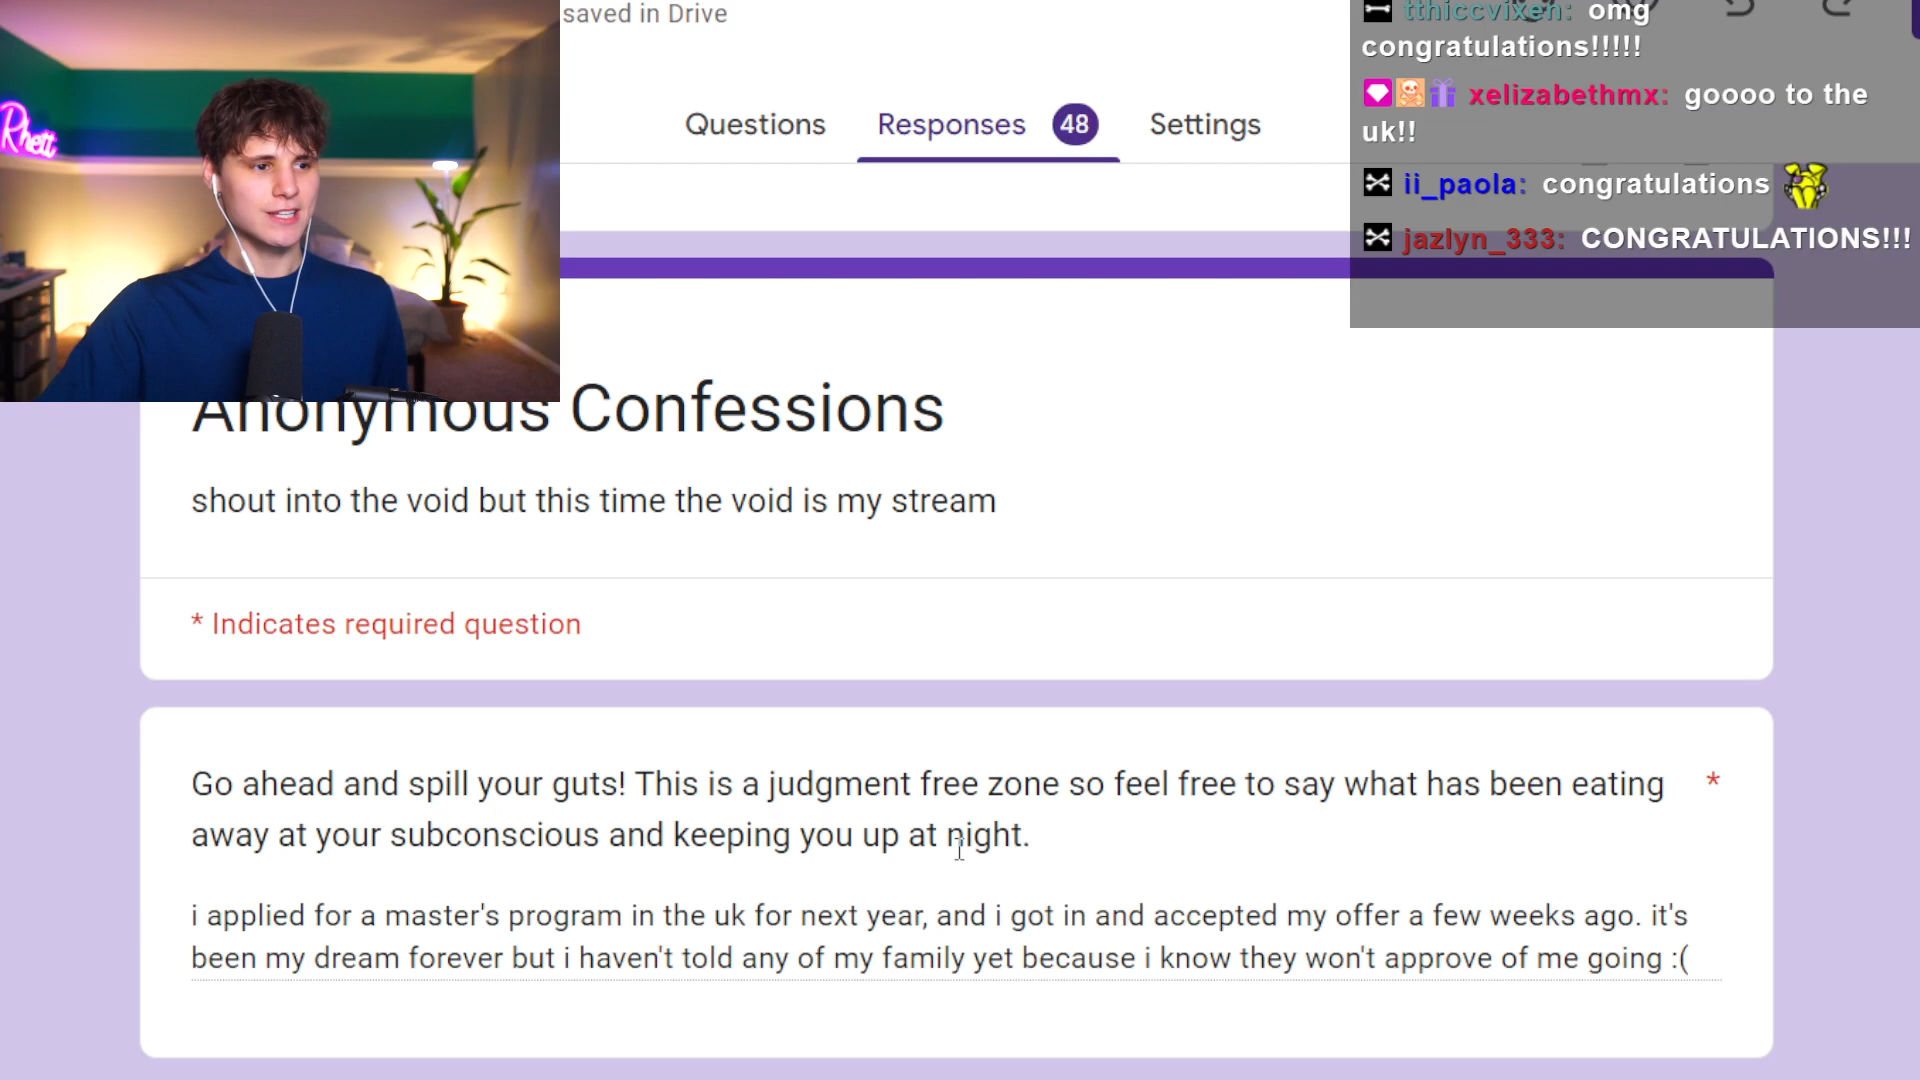 saved in Drive
Rhett
Questions
Responses
48
Settings
tthiccvixen: omg
congratulations!!!!!
xelizabethmx: goooo to the
uk!!
ii_paola: congratulations
jazlyn_333: CONGRATULATIONS!!!
Anonymous Confessions
shout into the void but this time the void is my stream
* Indicates required question
Go ahead and spill your guts! This is a judgment free zone so feel free to say what has been eating *
away at your subconscious and keeping you up at night.
i applied for a master's program in the uk for next year, and i got in and accepted my offer a few weeks ago. it's
been my dream forever but i haven't told any of my family yet because i know they won't approve of me going :(